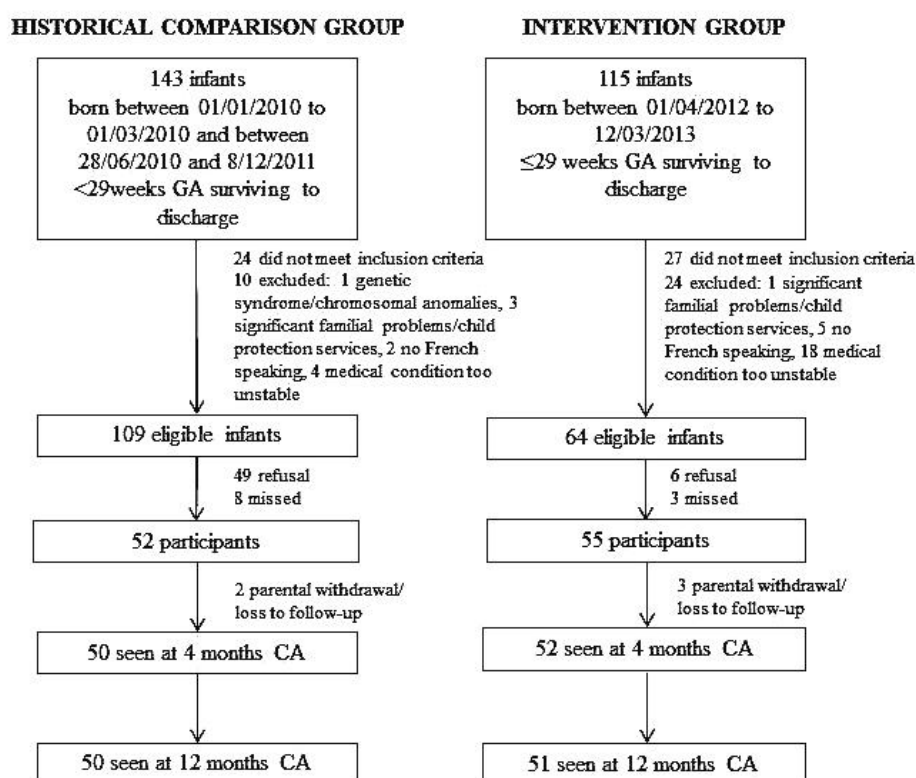 HISTORICAL COMPARISON GROUP
143 infants
born between 01/01/2010 to
01/03/2010 and between
28/06/2010 and 8/12/2011
<29weeks GA surviving to
discharge
24 did not meet inclusion criteria
10 excluded: 1 genetic
syndrome/chromosomal anomalies, 3
significant familial problems/child
protection services, 2 no French
speaking, 4 medical condition too
unstable
109 eligible infants
49 refusal
8 missed
52 participants
2 parental withdrawal/
loss to follow-up
50 seen at 4 months CA
50 seen at 12 months CA
INTERVENTION GROUP
115 infants
born between 01/04/2012 to
12/03/2013
≤29 weeks GA surviving to
discharge
27 did not meet inclusion criteria
24 excluded: 1 significant
familial problems/child
protection services, 5 no
French speaking, 18 medical
condition too unstable
64 eligible infants
6 refusal
3 missed
55 participants
3 parental withdrawal/
loss to follow-up
52 seen at 4 months CA
51 seen at 12 months CA